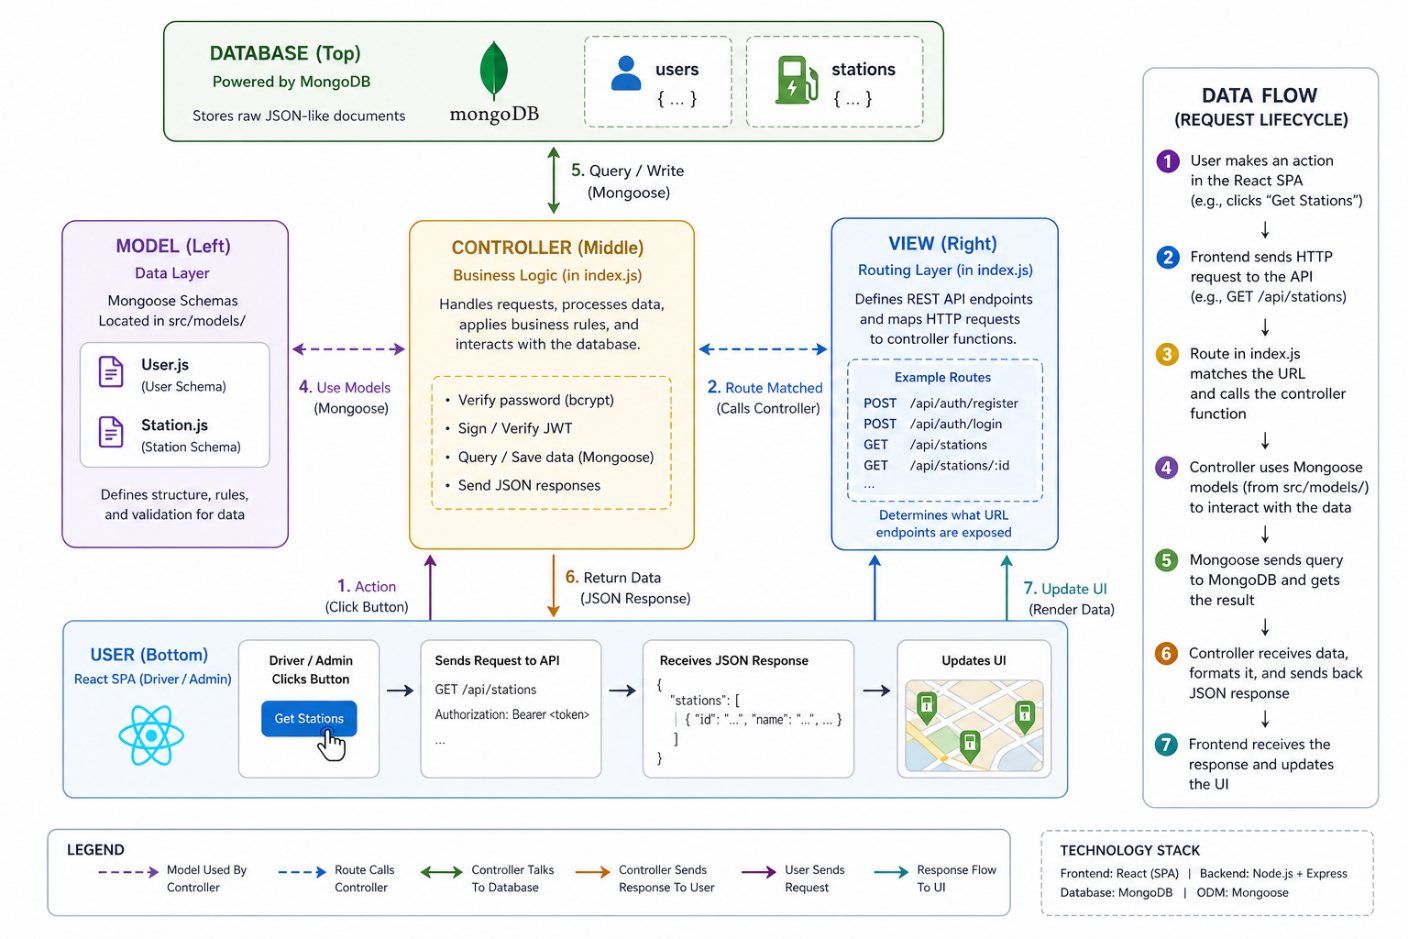 DATABASE (Top)
Powered by MongoDB
Stores raw JSON-like documents
mongoDB
users
{ ... }
stations
{ ... }
5. Query / Write
(Mongoose)
MODEL (Left)
Data Layer
Mongoose Schemas
Located in src/models/
User.js
(User Schema)
Station.js
(Station Schema)
Defines structure, rules,
and validation for data
4. Use Models
(Mongoose)
CONTROLLER (Middle)
Business Logic (in index.js)
Handles requests, processes data,
applies business rules, and
interacts with the database.
• Verify password (bcrypt)
• Sign / Verify JWT
• Query / Save data (Mongoose)
• Send JSON responses
2. Route Matched
(Calls Controller)
VIEW (Right)
Routing Layer (in index.js)
Defines REST API endpoints
and maps HTTP requests
to controller functions.
Example Routes
POST /api/auth/register
POST /api/auth/login
GET /api/stations
GET /api/stations/:id
...
Determines what URL
endpoints are exposed
1. Action
(Click Button)
6. Return Data
(JSON Response)
7. Update UI
(Render Data)
USER (Bottom)
React SPA (Driver / Admin)
Driver / Admin
Clicks Button
Get Stations
Sends Request to API
GET /api/stations
Authorization: Bearer <token>
...
Receives JSON Response
{
"stations": [
{ "id": "...", "name": "...", ... }
]
}
Updates UI
DATA FLOW
(REQUEST LIFECYCLE)
1 User makes an action
in the React SPA
(e.g., clicks “Get Stations”)
2 Frontend sends HTTP
request to the API
(e.g., GET /api/stations)
3 Route in index.js
matches the URL
and calls the controller
function
4 Controller uses Mongoose
models (from src/models/)
to interact with the data
5 Mongoose sends query
to MongoDB and gets
the result
6 Controller receives data,
formats it, and sends back
JSON response
7 Frontend receives the
response and updates
the UI
LEGEND
Model Used By
Controller
Route Calls
Controller
Controller Talks
To Database
Controller Sends
Response To User
User Sends
Request
Response Flow
To UI
TECHNOLOGY STACK
Frontend: React (SPA) | Backend: Node.js + Express
Database: MongoDB | ODM: Mongoose